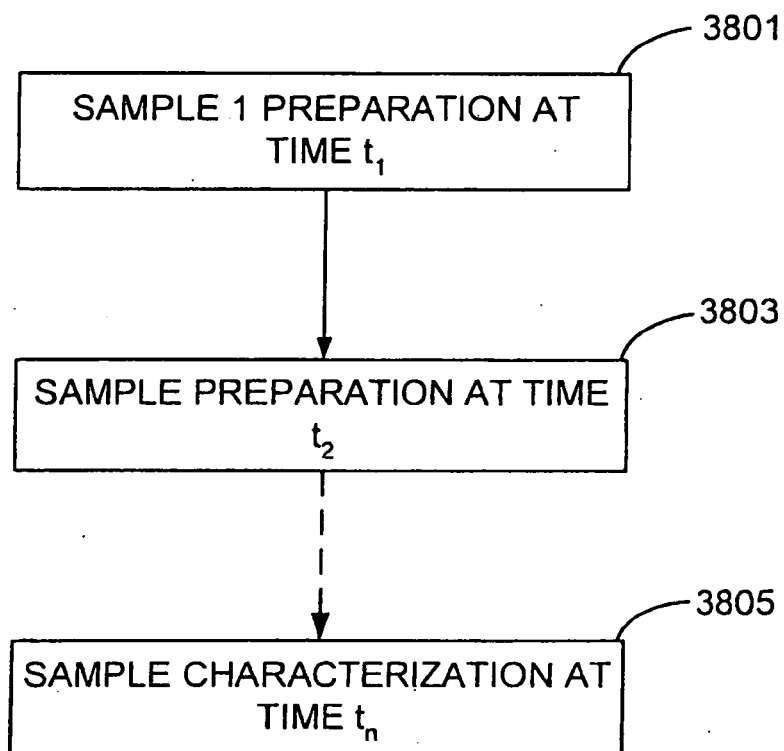 3801
SAMPLE 1 PREPARATION AT
TIME t₁
3803
SAMPLE PREPARATION AT TIME
t₂
3805
SAMPLE CHARACTERIZATION AT
TIME tₙ